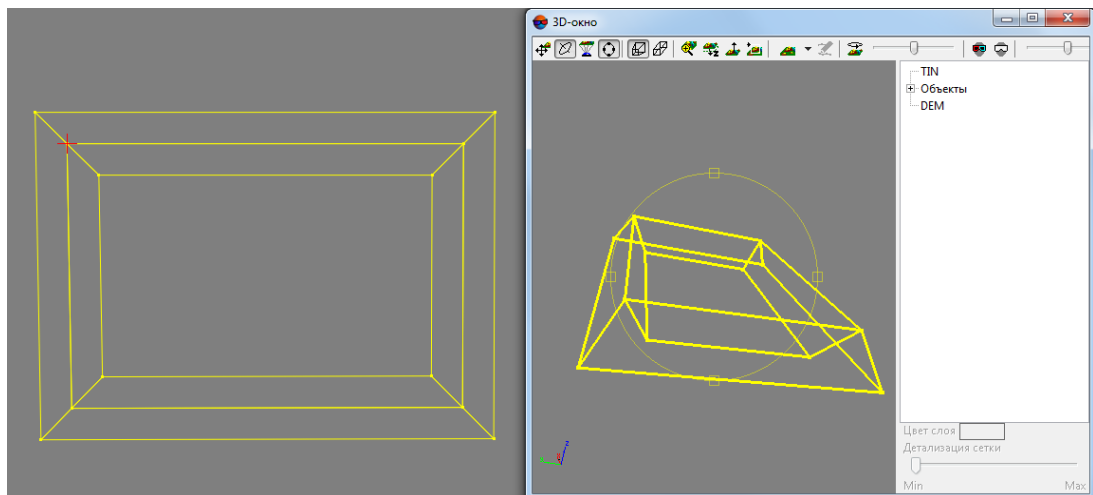 3D-окно
TIN
Объекты
DEM
Цвет слоя
Детализация сетки
Min Max
z